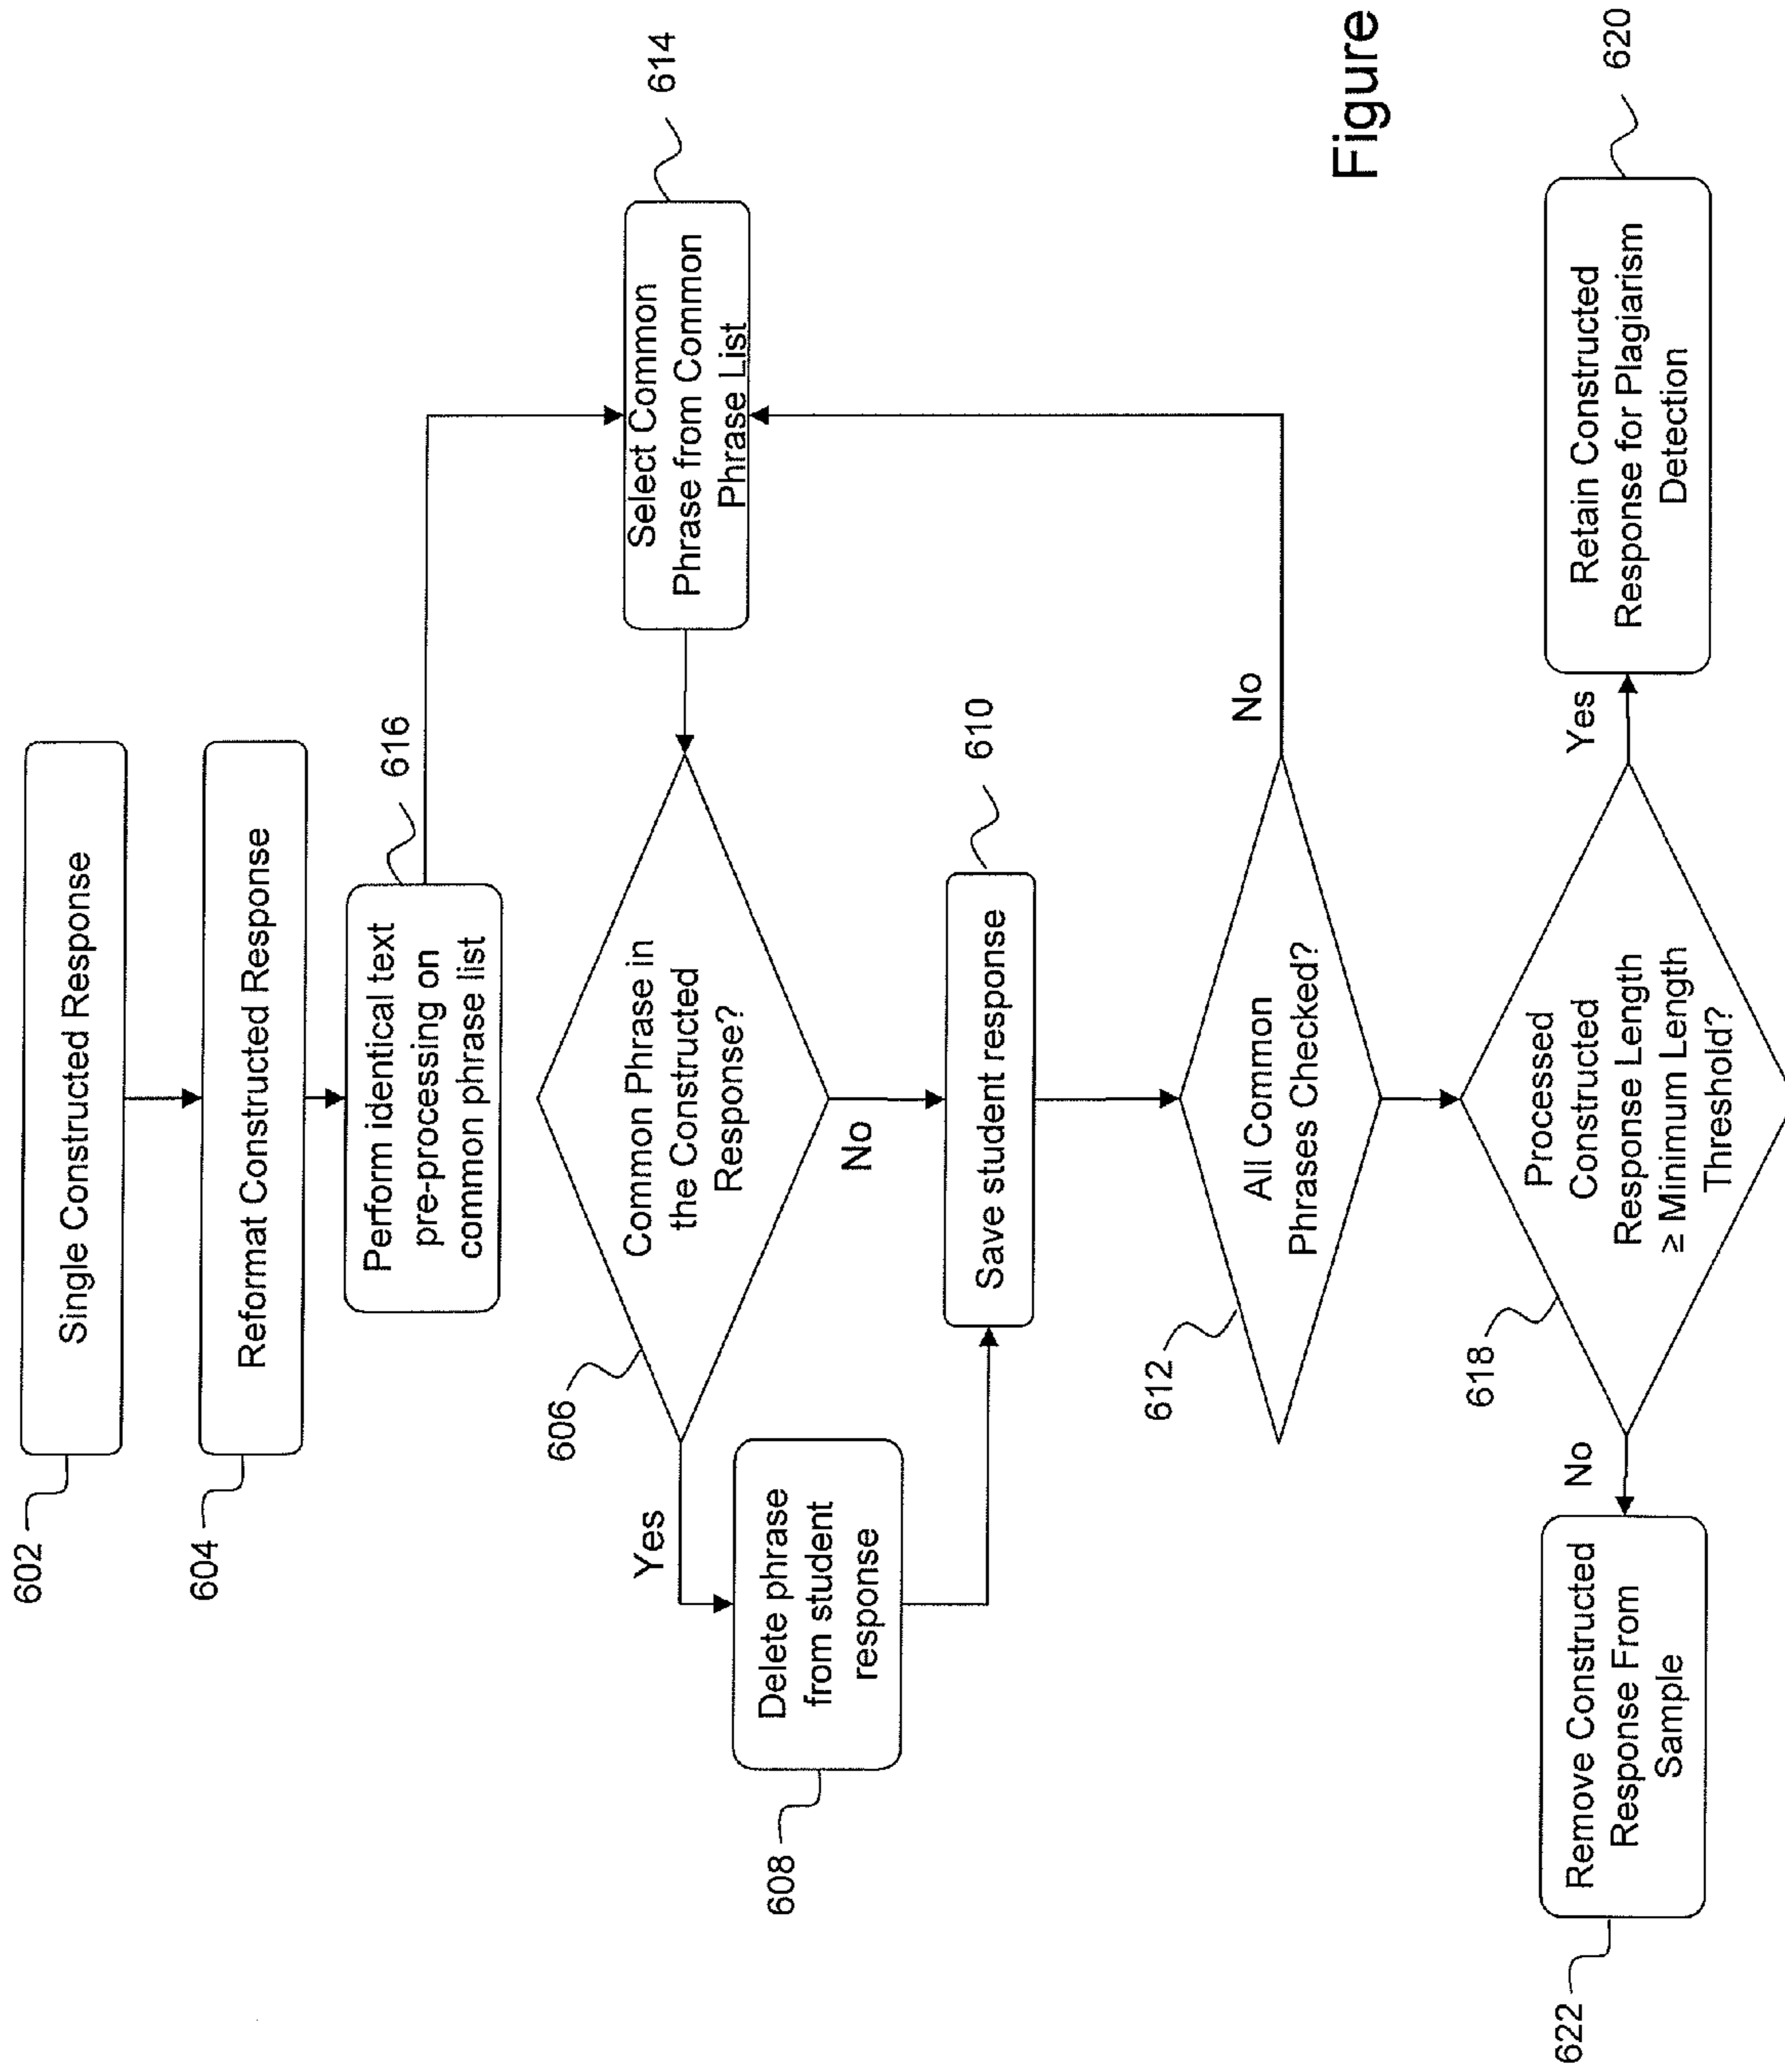 602
Single Constructed Response
604
Reformat Constructed Response
Perform identical text
pre-processing on
common phrase list
616
Select Common
Phrase from Common
Phrase List
614
606
Common Phrase in
the Constructed
Response?
Yes
No
Delete phrase
from student
response
608
Save student response
610
612
All Common
Phrases Checked?
No
618
Processed
Constructed
Response Length
≥ Minimum Length
Threshold?
No
Yes
Remove Constructed
Response From
Sample
622
Retain Constructed
Response for Plagiarism
Detection
620
Figure